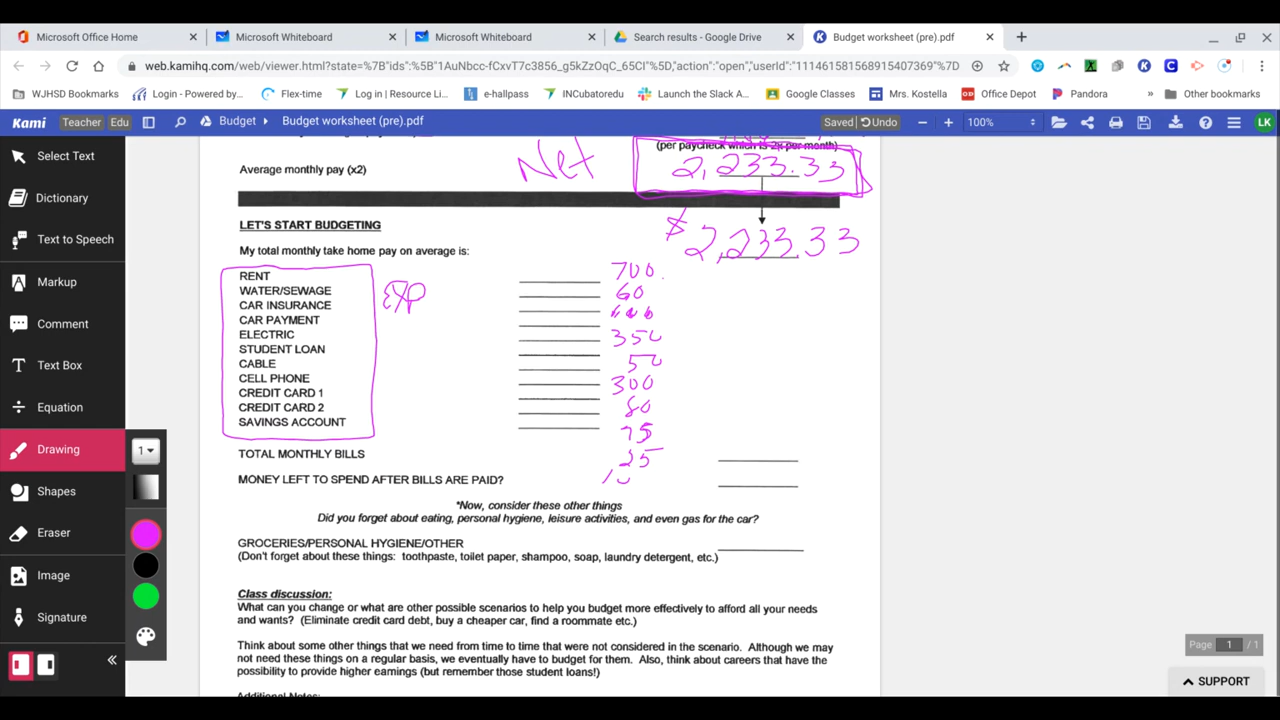 Microsoft Office Home
Microsoft Whiteboard
Microsoft Whiteboard
Search results - Google Drive
Budget worksheet (pre).pdf
web.kamihq.com/web/viewer.html?state=%7B"ids":%5B"1AuNbcc-fCxvT7c3856_g5kZzOqC_65CI"%5D,"action":"open","userId":"111461581568915407369"%7D
WJHSD Bookmarks
Login - Powered by...
Flex-time
Log in | Resource Li...
e-hallpass
INCubatoredu
Launch the Slack A...
Google Classes
Mrs. Kostella
Office Depot
Pandora
»
Other bookmarks
Kami Teacher Edu Budget Budget worksheet (pre).pdf Saved Undo 100% LK
Select Text
Dictionary
Text to Speech
Markup
Comment
Text Box
Equation
Drawing
1
Shapes
Eraser
Image
Signature
(per paycheck which is 2x per month)
Net
2,233.33
Average monthly pay (x2)
LET'S START BUDGETING
$2,233.33
My total monthly take home pay on average is:
RENT
700
WATER/SEWAGE
EXP
60
CAR INSURANCE
CAR PAYMENT
ELECTRIC
350
STUDENT LOAN
CABLE
50
CELL PHONE
300
CREDIT CARD 1
CREDIT CARD 2
80
SAVINGS ACCOUNT
75
TOTAL MONTHLY BILLS
25
MONEY LEFT TO SPEND AFTER BILLS ARE PAID?
*Now, consider these other things
Did you forget about eating, personal hygiene, leisure activities, and even gas for the car?
GROCERIES/PERSONAL HYGIENE/OTHER
(Don't forget about these things: toothpaste, toilet paper, shampoo, soap, laundry detergent, etc.)
Class discussion:
What can you change or what are other possible scenarios to help you budget more effectively to afford all your needs
and wants? (Eliminate credit card debt, buy a cheaper car, find a roommate etc.)
Think about some other things that we need from time to time that were not considered in the scenario. Although we may
not need these things on a regular basis, we eventually have to budget for them. Also, think about careers that have the
possibility to provide higher earnings (but remember those student loans!)
Additional Notes:
Page 1 / 1
SUPPORT